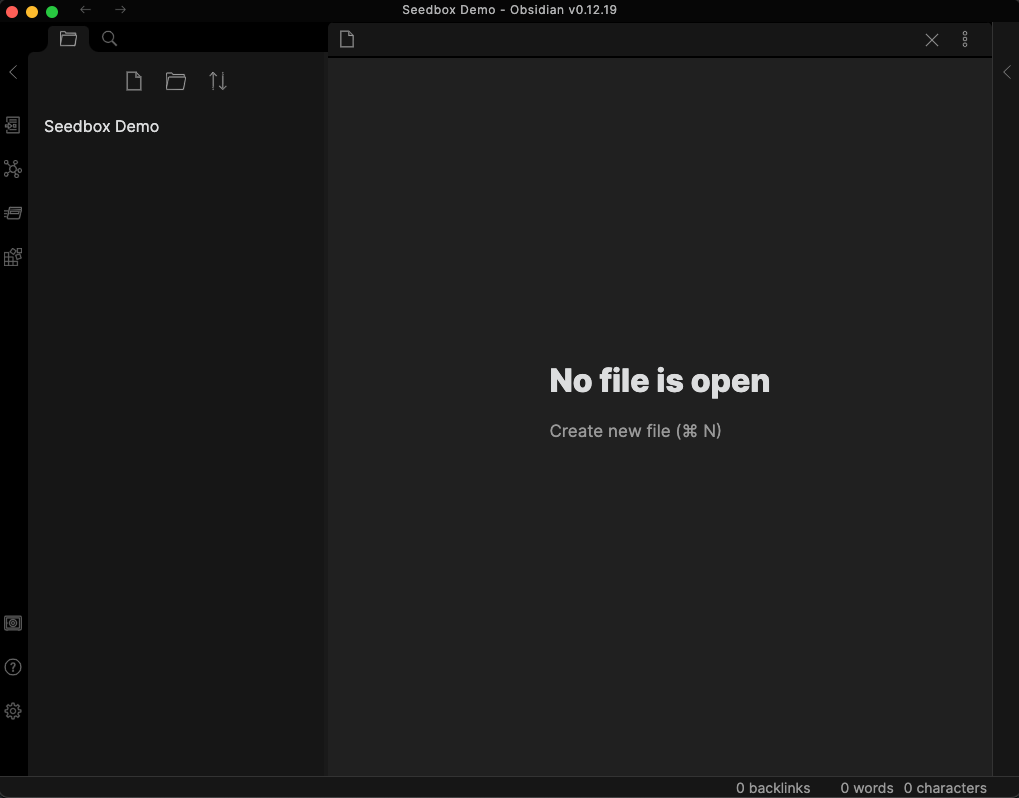 Seedbox Demo - Obsidian v0.12.19
Seedbox Demo
No file is open
Create new file (⌘ N)
0 backlinks 0 words 0 characters